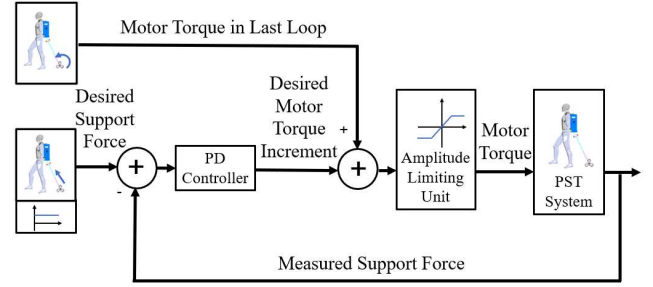 Motor Torque in Last Loop
Desired
Support
Force
Desired
Motor
Torque
Increment
+
+
-
PD
Controller
+
Amplitude
Limiting
Unit
Motor
Torque
PST
System
Measured Support Force